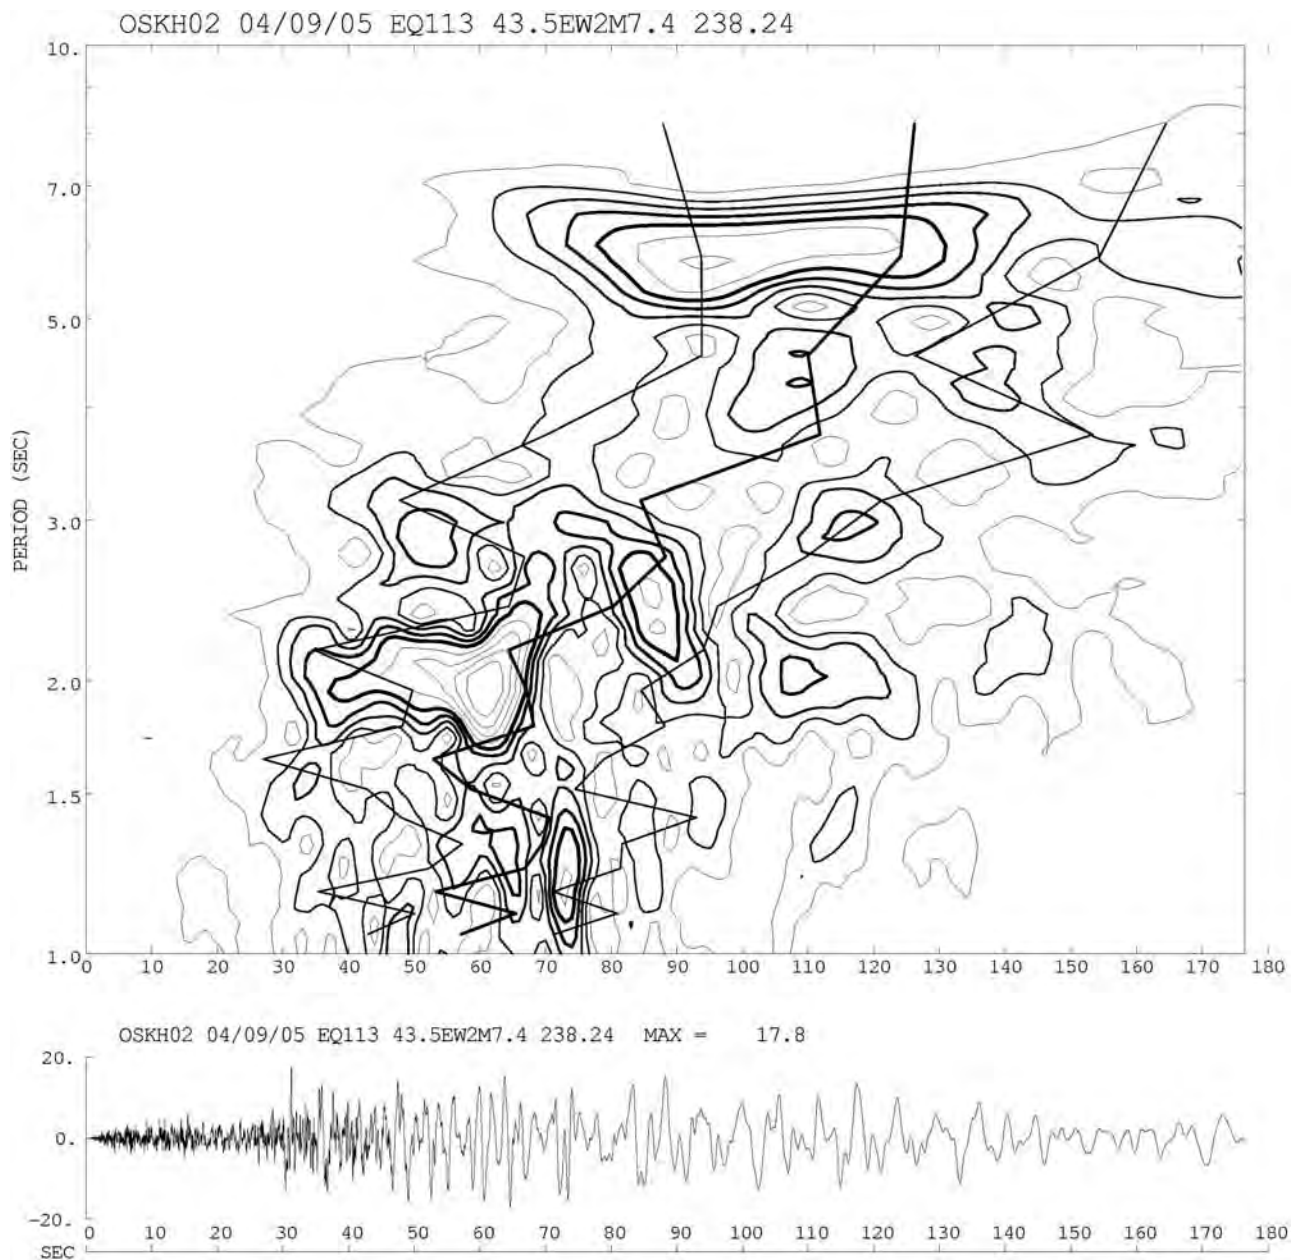 OSKH02 04/09/05 EQ113 43.5EW2M7.4 238.24
10.
7.0
5.0
3.0
2.0
1.5
1.0
PERIOD (SEC)
0 10 20 30 40 50 60 70 80 90 100 110 120 130 140 150 160 170 180
OSKH02 04/09/05 EQ113 43.5EW2M7.4 238.24 MAX = 17.8
20.
0.
-20.
0 10 20 30 40 50 60 70 80 90 100 110 120 130 140 150 160 170 180
SEC